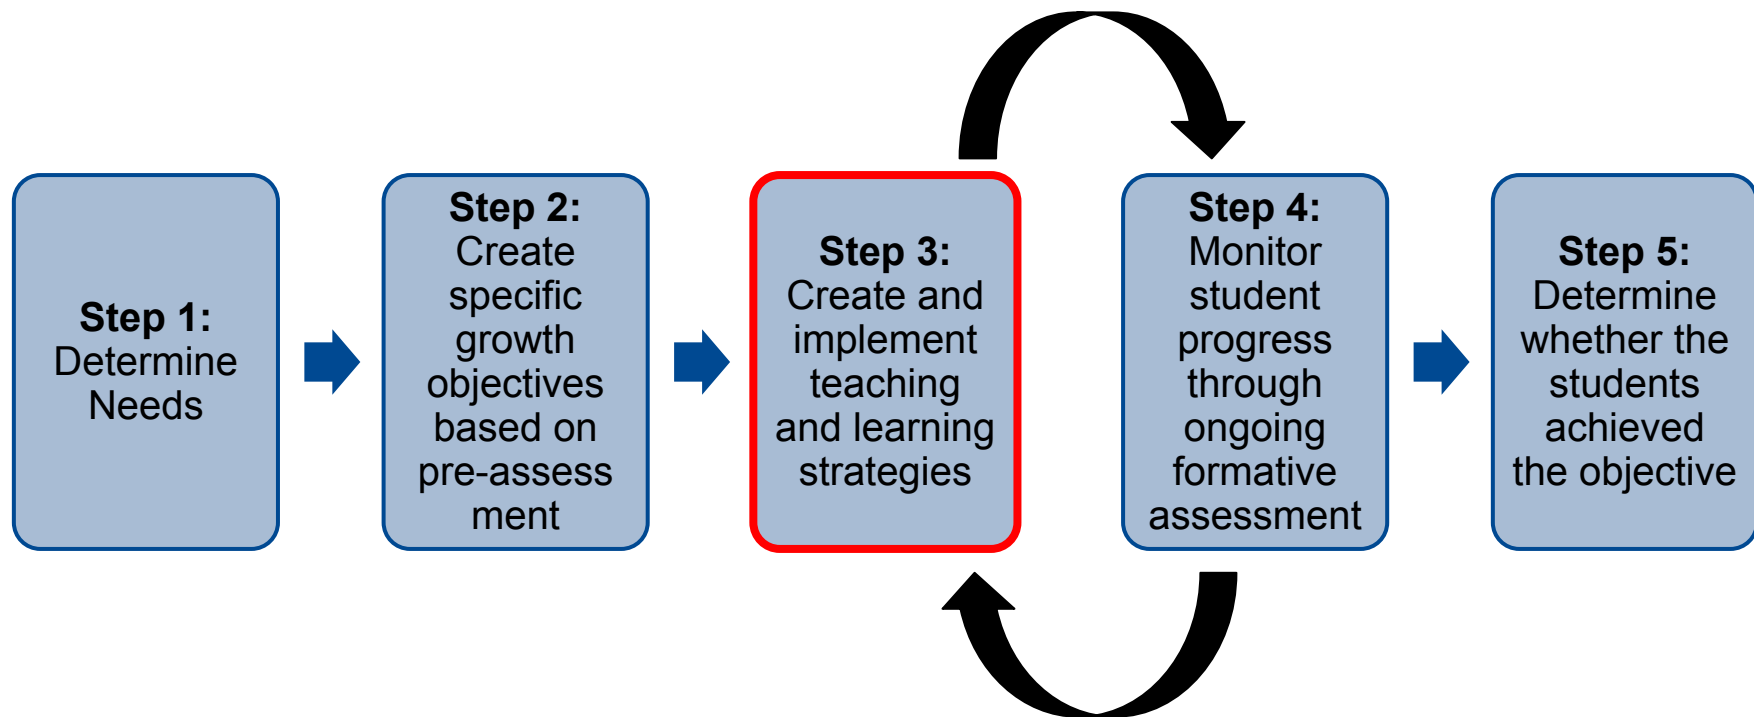 Step 1:
Determine
Needs
Step 2:
Create
specific
growth
objectives
based on
pre-assess
ment
Step 3:
Create and
implement
teaching
and learning
strategies
Step 4:
Monitor
student
progress
through
ongoing
formative
assessment
Step 5:
Determine
whether the
students
achieved
the objective